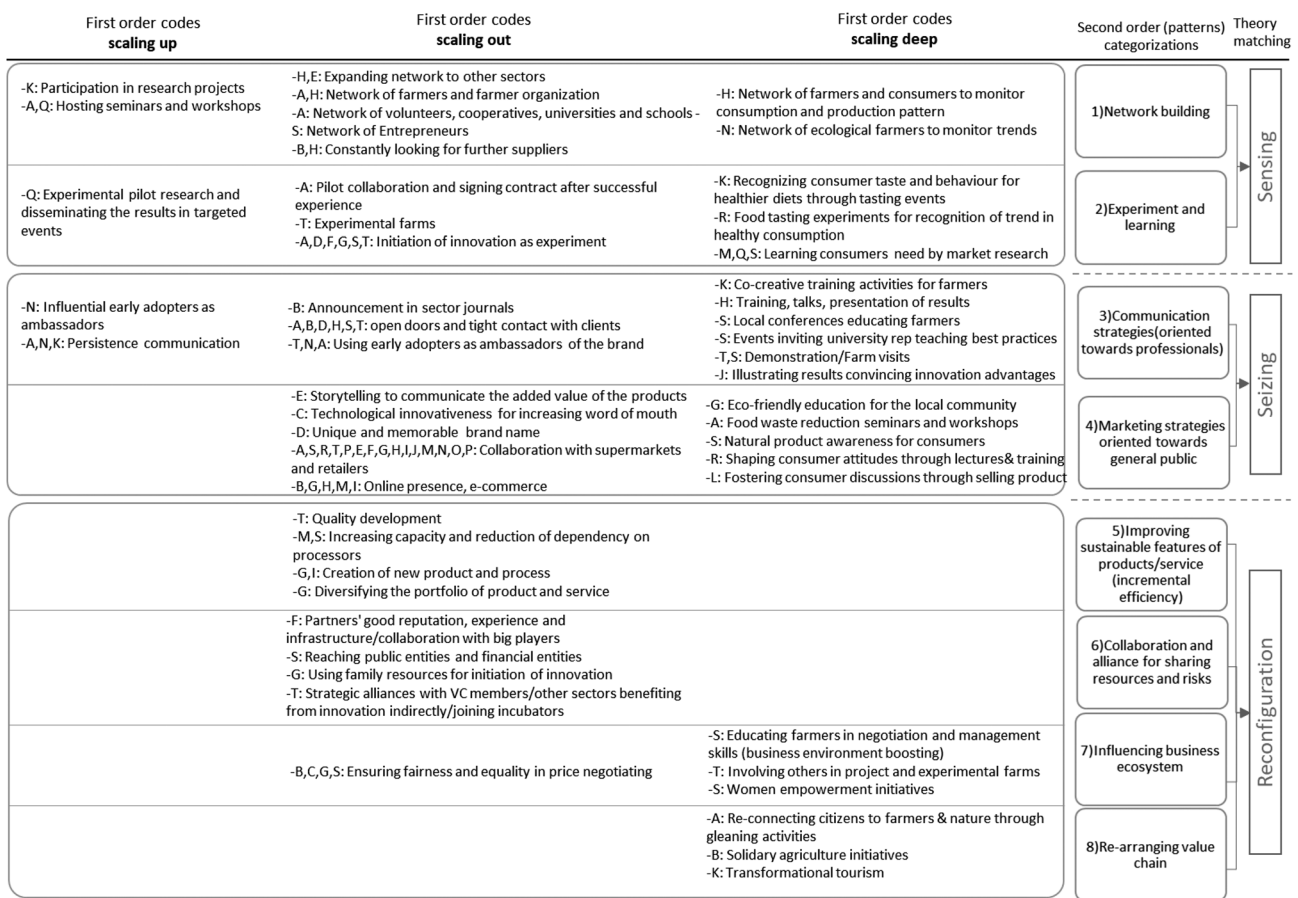 First order codes
scaling up
First order codes
scaling out
First order codes
scaling deep
Second order (patterns)
categorizations
Theory
matching
-K: Participation in research projects
-A,Q: Hosting seminars and workshops
-H,E: Expanding network to other sectors
-A,H: Network of farmers and farmer organization
-A: Network of volunteers, cooperatives, universities and schools -
S: Network of Entrepreneurs
-B,H: Constantly looking for further suppliers
-H: Network of farmers and consumers to monitor
consumption and production pattern
-N: Network of ecological farmers to monitor trends
1)Network building
Sensing
-Q: Experimental pilot research and
disseminating the results in targeted
events
-A: Pilot collaboration and signing contract after successful
experience
-T: Experimental farms
-A,D,F,G,S,T: Initiation of innovation as experiment
-K: Recognizing consumer taste and behaviour for
healthier diets through tasting events
-R: Food tasting experiments for recognition of trend in
healthy consumption
-M,Q,S: Learning consumers need by market research
2)Experiment and
learning
-N: Influential early adopters as
ambassadors
-A,N,K: Persistence communication
-B: Announcement in sector journals
-A,B,D,H,S,T: open doors and tight contact with clients
-T,N,A: Using early adopters as ambassadors of the brand
-K: Co-creative training activities for farmers
-H: Training, talks, presentation of results
-S: Local conferences educating farmers
-S: Events inviting university rep teaching best practices
-T,S: Demonstration/Farm visits
-J: Illustrating results convincing innovation advantages
3)Communication
strategies(oriented
towards professionals)
Seizing
-E: Storytelling to communicate the added value of the products
-C: Technological innovativeness for increasing word of mouth
-D: Unique and memorable brand name
-A,S,R,T,P,E,F,G,H,I,J,M,N,O,P: Collaboration with supermarkets
and retailers
-B,G,H,M,I: Online presence, e-commerce
-G: Eco-friendly education for the local community
-A: Food waste reduction seminars and workshops
-S: Natural product awareness for consumers
-R: Shaping consumer attitudes through lectures& training
-L: Fostering consumer discussions through selling product
4)Marketing strategies
oriented towards
general public
-T: Quality development
-M,S: Increasing capacity and reduction of dependency on
processors
-G,I: Creation of new product and process
-G: Diversifying the portfolio of product and service
5)Improving
sustainable features of
products/service
(incremental
efficiency)
Reconfiguration
-F: Partners' good reputation, experience and
infrastructure/collaboration with big players
-S: Reaching public entities and financial entities
-G: Using family resources for initiation of innovation
-T: Strategic alliances with VC members/other sectors benefiting
from innovation indirectly/joining incubators
6)Collaboration and
alliance for sharing
resources and risks
-B,C,G,S: Ensuring fairness and equality in price negotiating
-S: Educating farmers in negotiation and management
skills (business environment boosting)
-T: Involving others in project and experimental farms
-S: Women empowerment initiatives
7)Influencing business
ecosystem
-A: Re-connecting citizens to farmers & nature through
gleaning activities
-B: Solidary agriculture initiatives
-K: Transformational tourism
8)Re-arranging value
chain